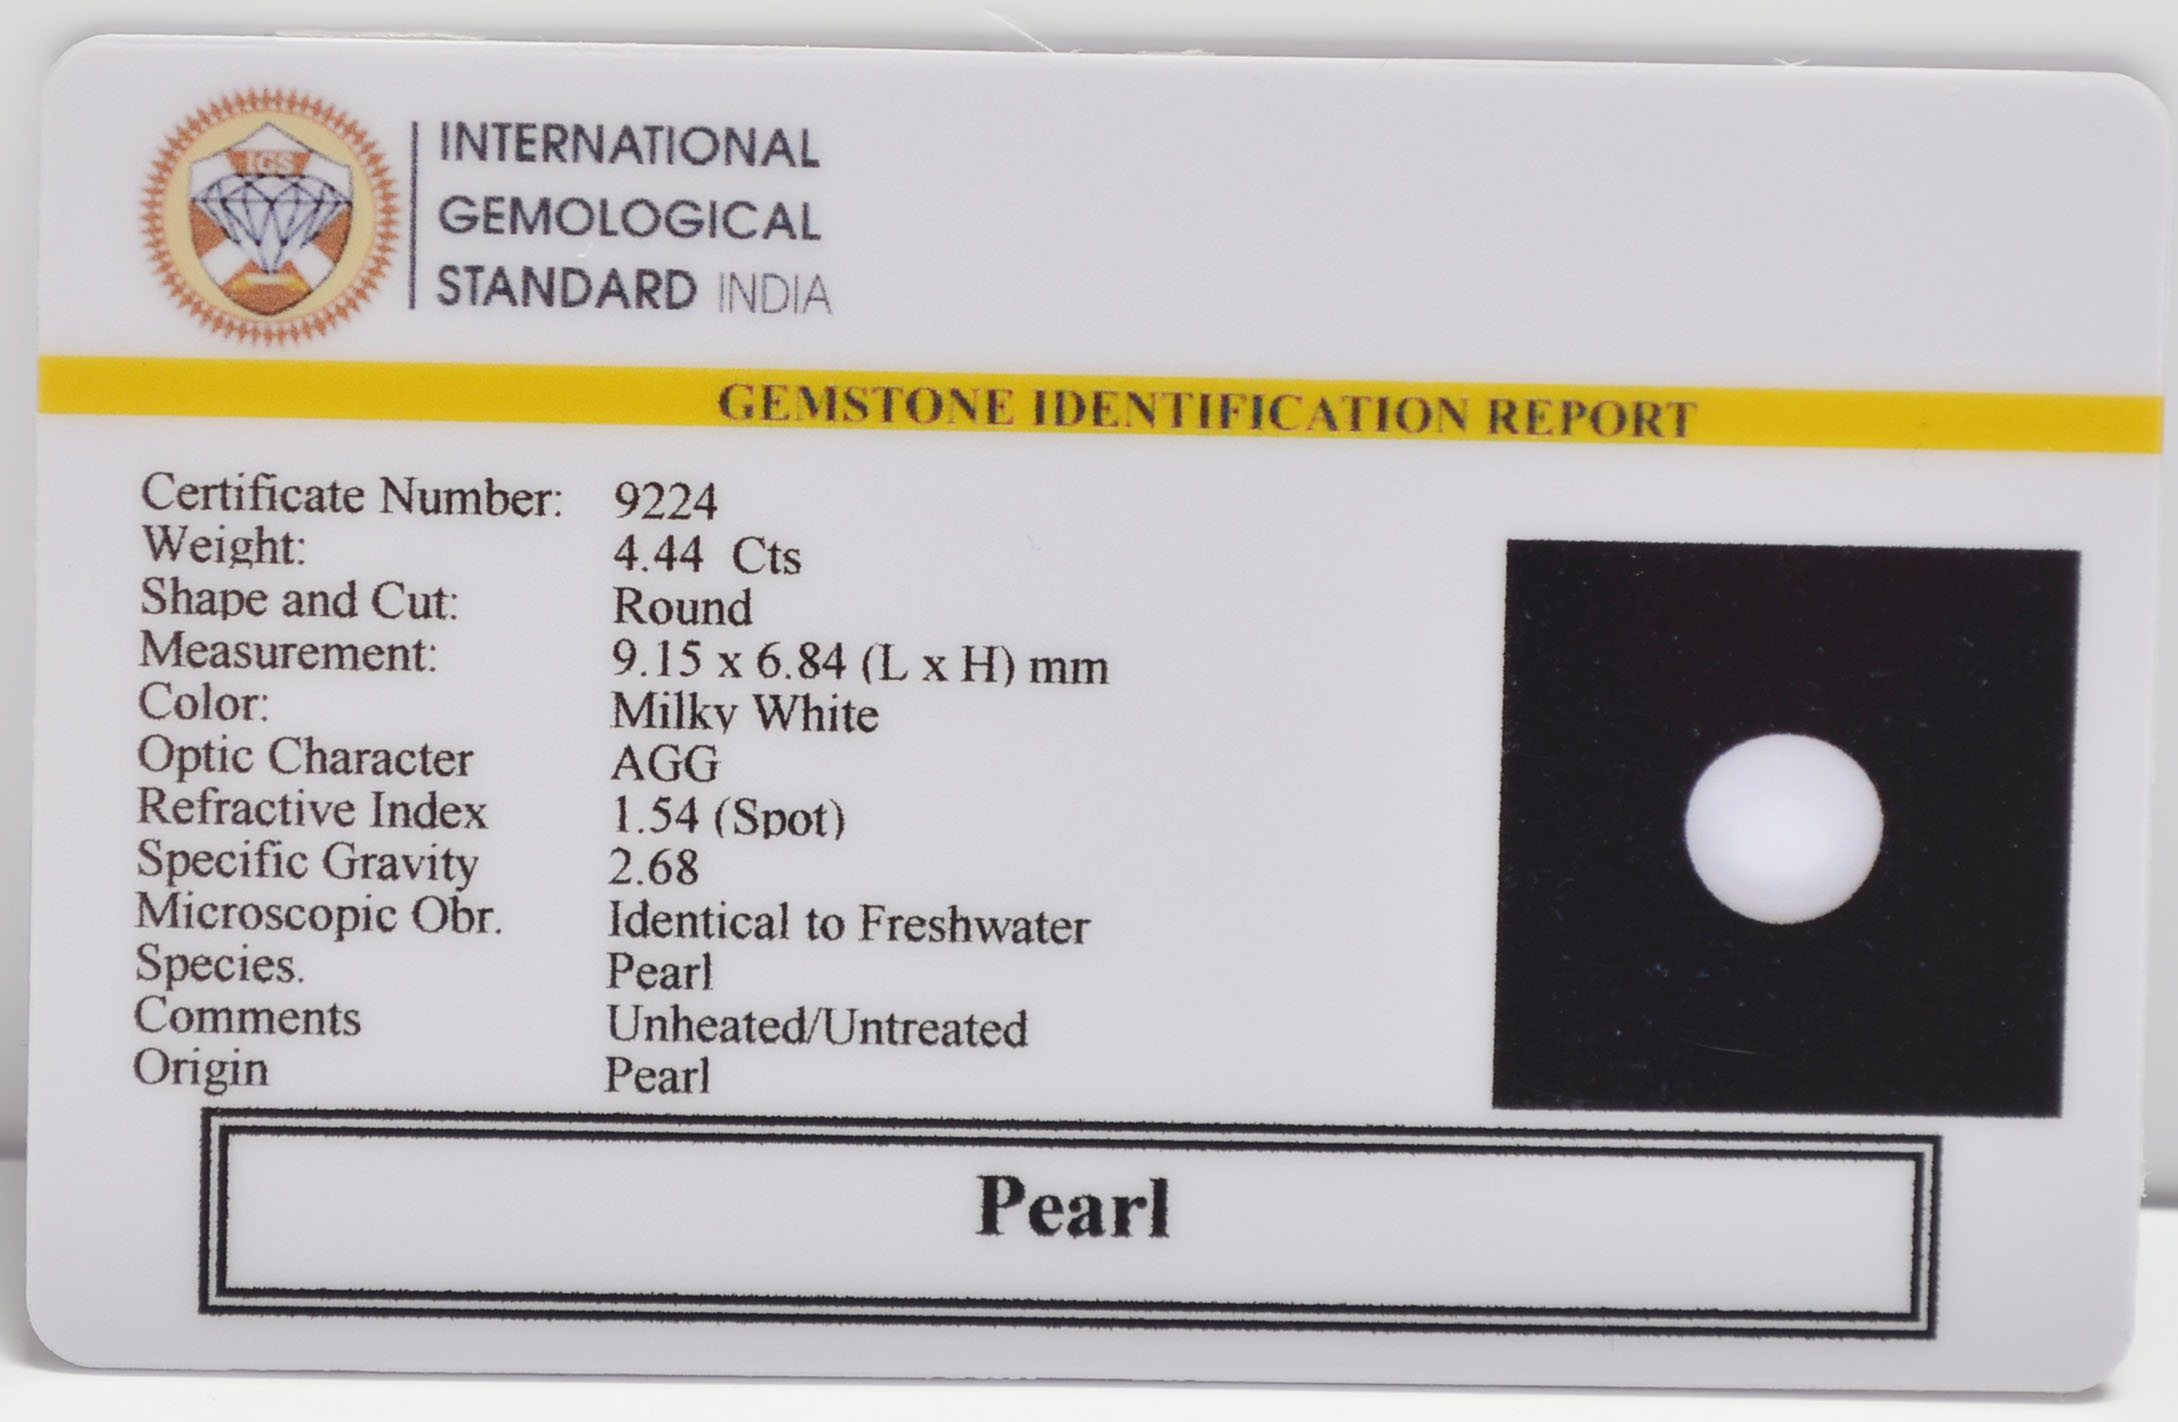 IGS
INTERNATIONAL
GEMOLOGICAL
STANDARD INDIA
GEMSTONE IDENTIFICATION REPORT
Certificate Number: 9224
Weight: 4.44 Cts
Shape and Cut: Round
Measurement: 9.15 x 6.84 (L x H) mm
Color: Milky White
Optic Character AGG
Refractive Index 1.54 (Spot)
Specific Gravity 2.68
Microscopic Obr. Identical to Freshwater
Species. Pearl
Comments Unheated/Untreated
Origin Pearl
Pearl